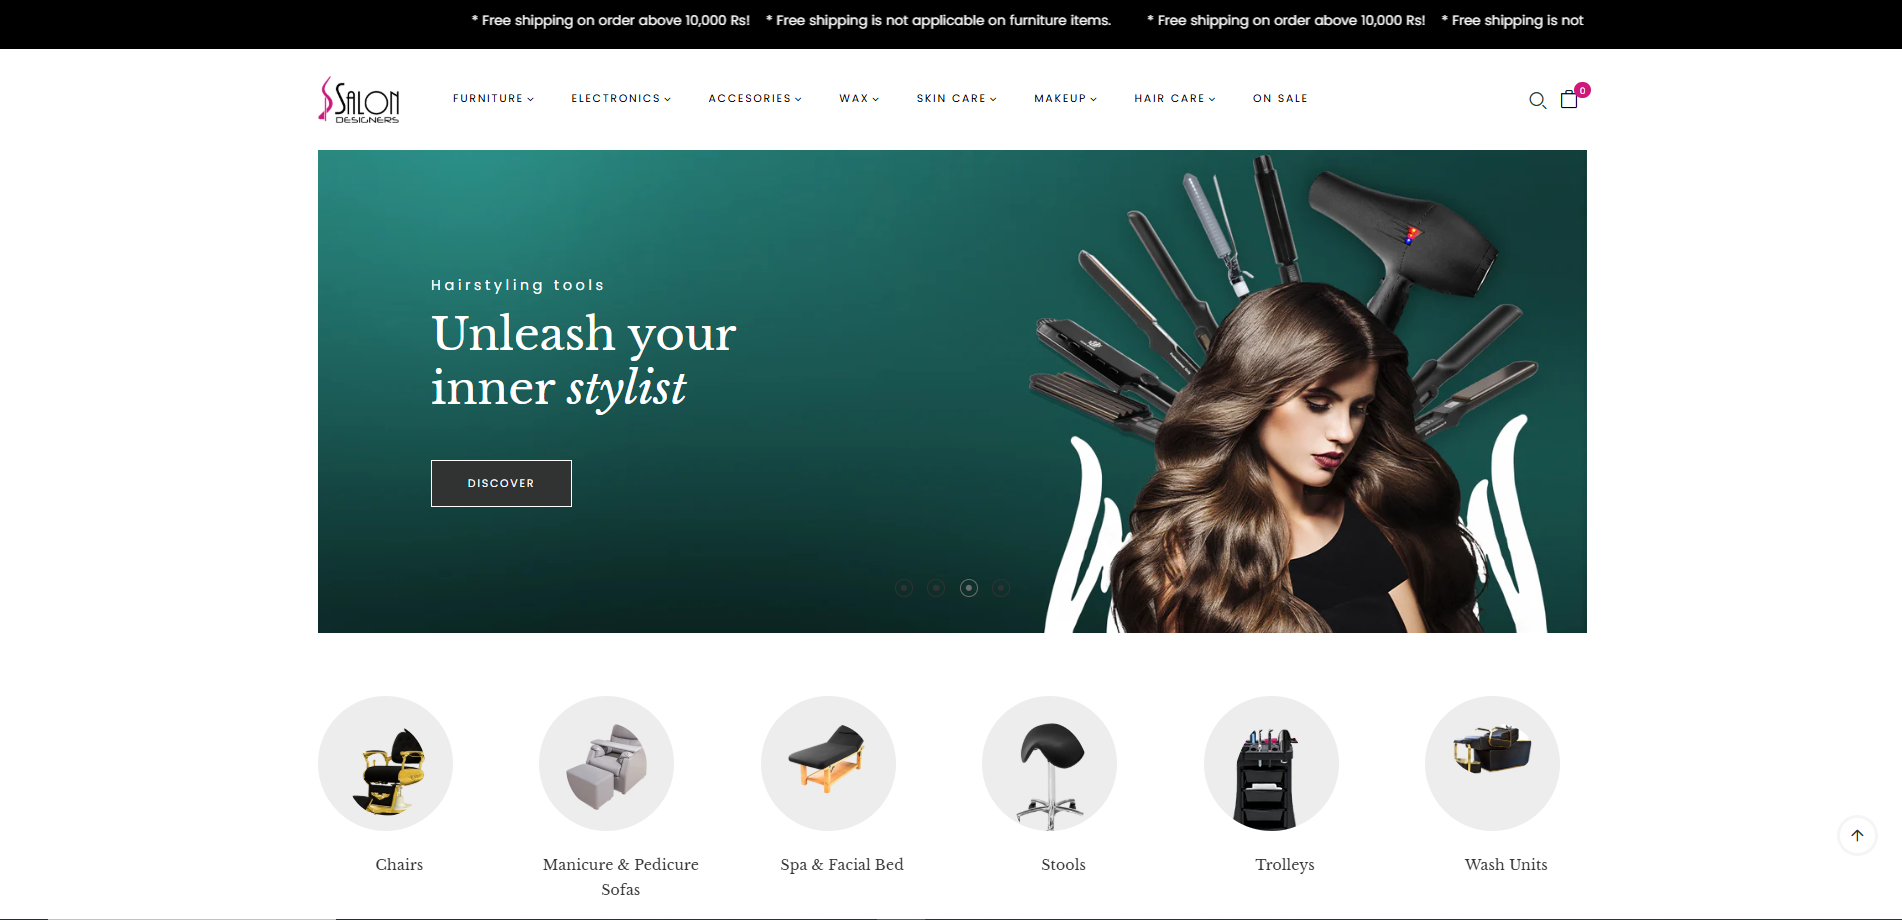 * Free shipping on order above 10,000 Rs! * Free shipping is not applicable on furniture items. * Free shipping on order above 10,000 Rs! * Free shipping is not
SALON
DESIGNERS
FURNITURE ELECTRONICS ACCESORIES WAX SKIN CARE MAKEUP HAIR CARE ON SALE
0
Hairstyling tools
Unleash your
inner stylist
DISCOVER
Chairs
Manicure & Pedicure
Sofas
Spa & Facial Bed
Stools
Trolleys
Wash Units